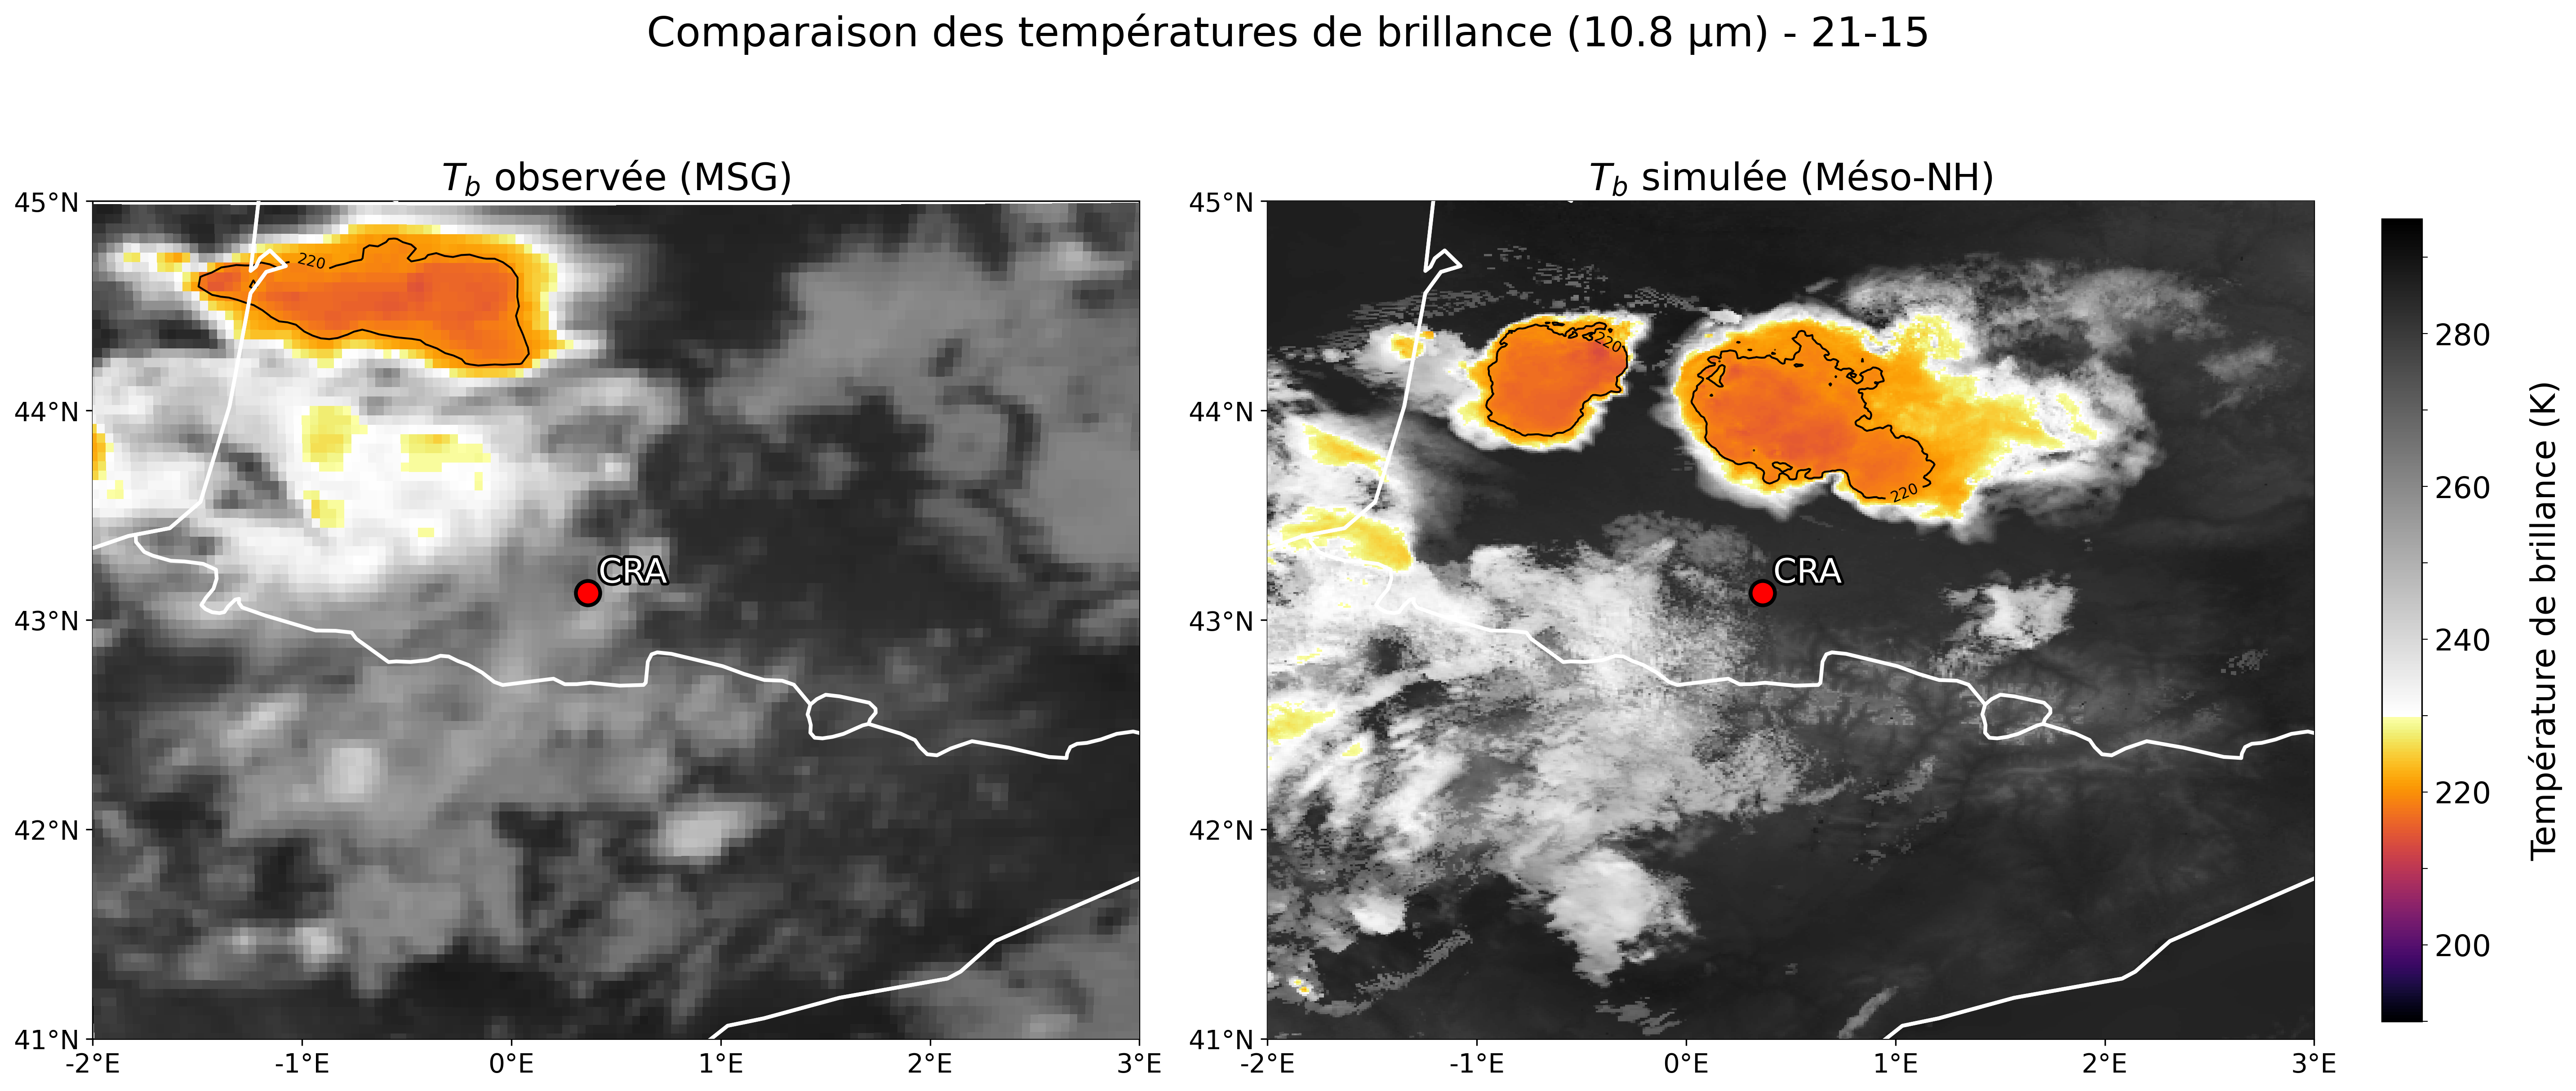 Comparaison des températures de brillance (10.8 µm) - 21-15
T_b observée (MSG)
45°N
44°N
43°N
42°N
41°N
-2°E -1°E 0°E 1°E 2°E 3°E
220
CRA
T_b simulée (Méso-NH)
45°N
44°N
43°N
42°N
41°N
-2°E -1°E 0°E 1°E 2°E 3°E
220
220
CRA
280
260
240
220
200
Température de brillance (K)